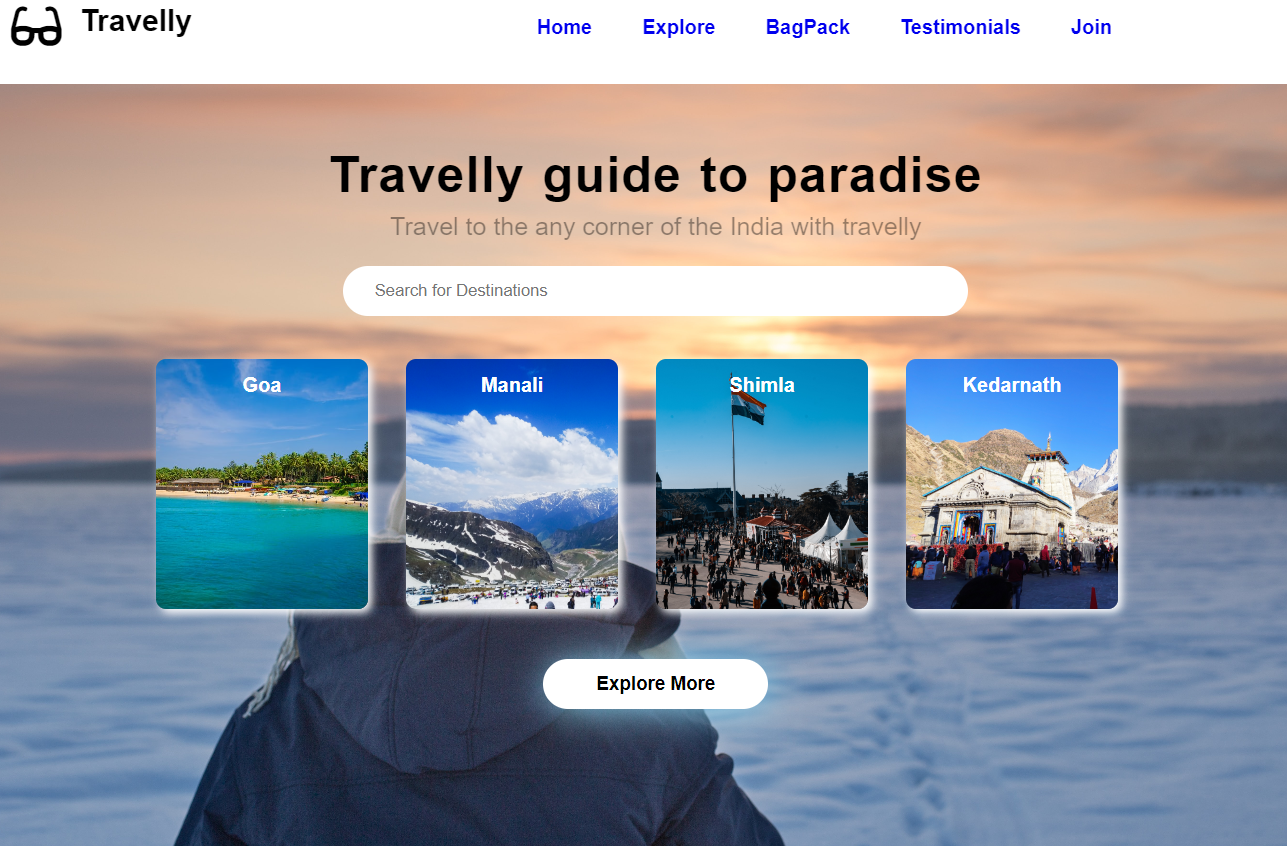 Travelly
Home Explore BagPack Testimonials Join
Travelly guide to paradise
Travel to the any corner of the India with travelly
Search for Destinations
Goa Manali Shimla Kedarnath
Explore More